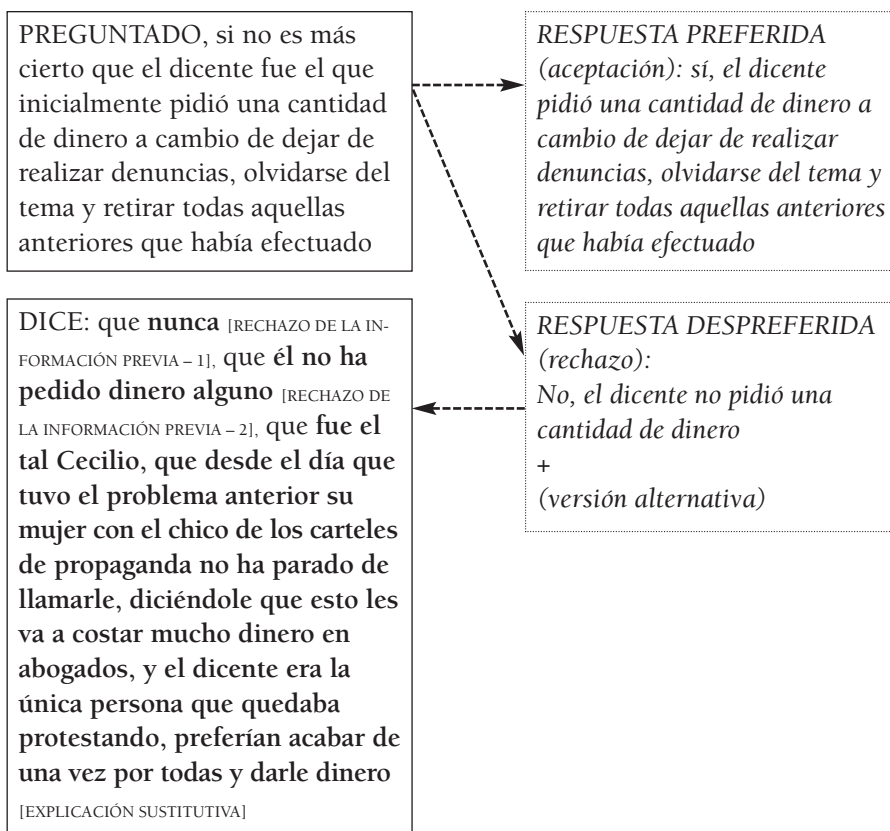 PREGUNTADO, si no es más
cierto que el dicente fue el que
inicialmente pidió una cantidad
de dinero a cambio de dejar de
realizar denuncias, olvidarse del
tema y retirar todas aquellas
anteriores que había efectuado
RESPUESTA PREFERIDA
(aceptación): sí, el dicente
pidió una cantidad de dinero a
cambio de dejar de realizar
denuncias, olvidarse del tema y
retirar todas aquellas anteriores
que había efectuado
DICE: que nunca [RECHAZO DE LA IN-
FORMACIÓN PREVIA – 1], que él no ha
pedido dinero alguno [RECHAZO DE
LA INFORMACIÓN PREVIA – 2], que fue el
tal Cecilio, que desde el día que
tuvo el problema anterior su
mujer con el chico de los carteles
de propaganda no ha parado de
llamarle, diciéndole que esto les
va a costar mucho dinero en
abogados, y el dicente era la
única persona que quedaba
protestando, preferían acabar de
una vez por todas y darle dinero
[EXPLICACIÓN SUSTITUTIVA]
RESPUESTA DESPREFERIDA
(rechazo):
No, el dicente no pidió una
cantidad de dinero
+
(versión alternativa)